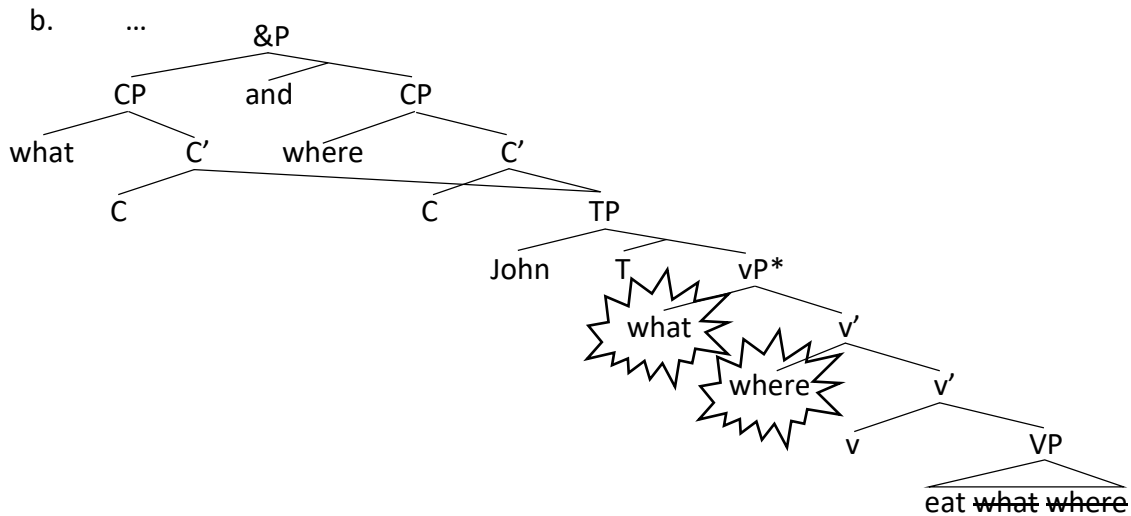 b. ...
&P
CP and CP
what C’ where C’
C C TP
John T vP*
what v’
where v’
v VP
eat what where